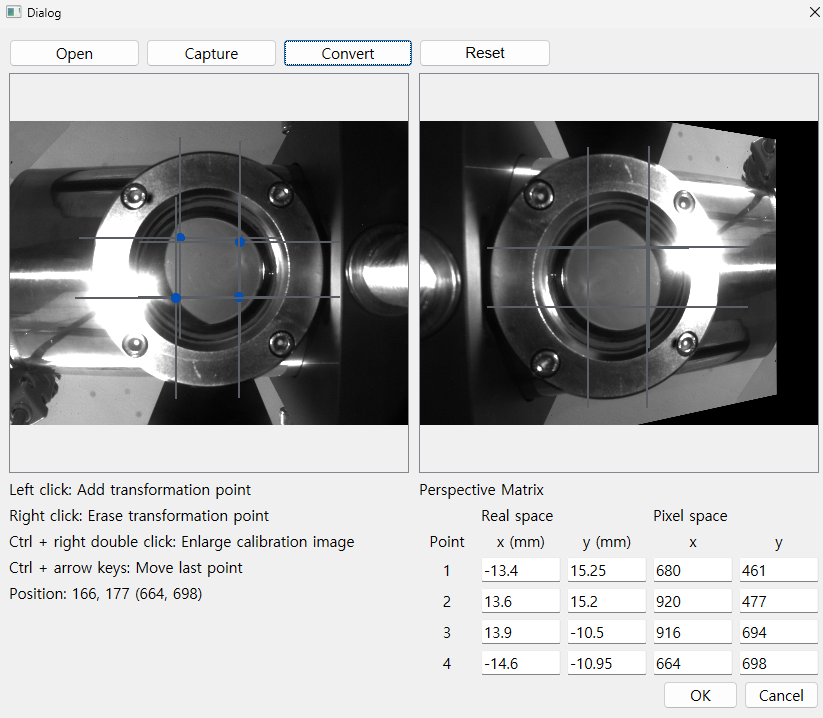 Dialog
Open Capture Convert Reset
Left click: Add transformation point
Right click: Erase transformation point
Ctrl + right double click: Enlarge calibration image
Ctrl + arrow keys: Move last point
Position: 166, 177 (664, 698)
Perspective Matrix
Real space Pixel space
Point x (mm) y (mm) x y
1 -13.4 15.25 680 461
2 13.6 15.2 920 477
3 13.9 -10.5 916 694
4 -14.6 -10.95 664 698
OK Cancel